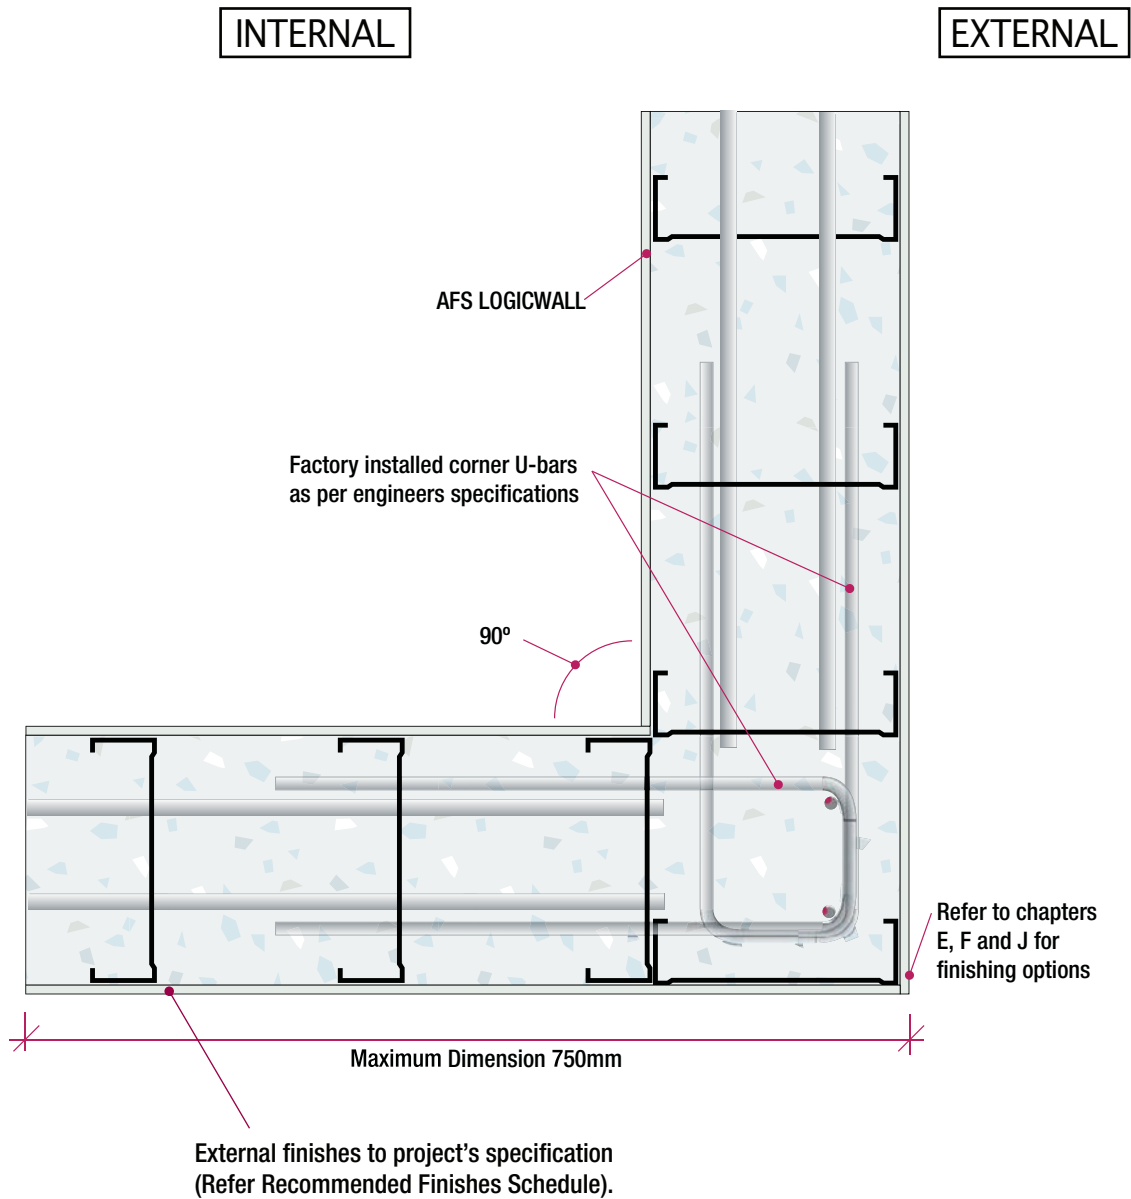 INTERNAL
EXTERNAL
AFS LOGICWALL
Factory installed corner U-bars
as per engineers specifications
90º
Refer to chapters
E, F and J for
finishing options
Maximum Dimension 750mm
External finishes to project’s specification
(Refer Recommended Finishes Schedule).